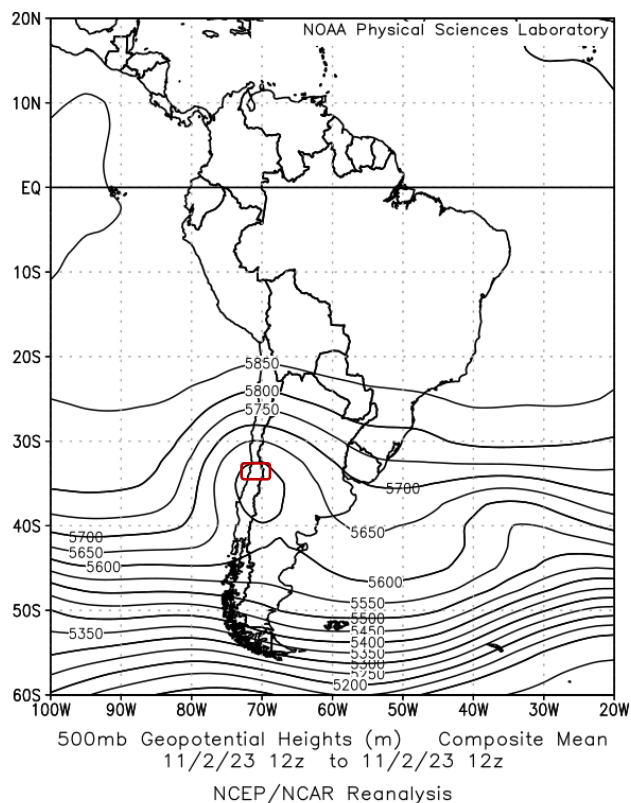 20N
NOAA Physical Sciences Laboratory
10N
EQ
10S
20S
5850
5800
5750
30S
5700
5650
40S
5700
5650
5600
5600
5550
50S
5500
5350
5450
5400
5350
5300
5250
5200
60S
100W 90W 80W 70W 60W 50W 40W 30W 20W
500mb Geopotential Heights (m) Composite Mean
11/2/23 12z to 11/2/23 12z
NCEP/NCAR Reanalysis